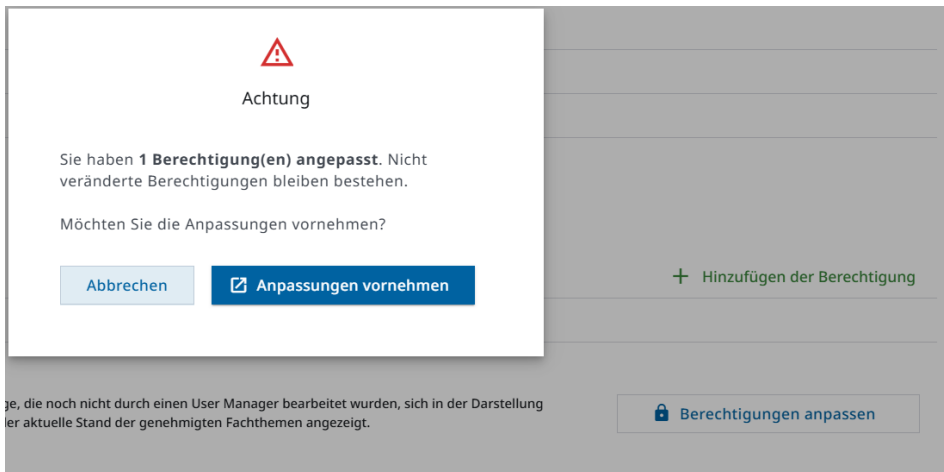 Achtung
Sie haben 1 Berechtigung(en) angepasst. Nicht
veränderte Berechtigungen bleiben bestehen.
Möchten Sie die Anpassungen vornehmen?
Abbrechen
Anpassungen vornehmen
+ Hinzufügen der Berechtigung
die noch nicht durch einen User Manager bearbeitet wurden, sich in der Darstellung
aktuelle Stand der genehmigten Fachthemen angezeigt.
Berechtigungen anpassen